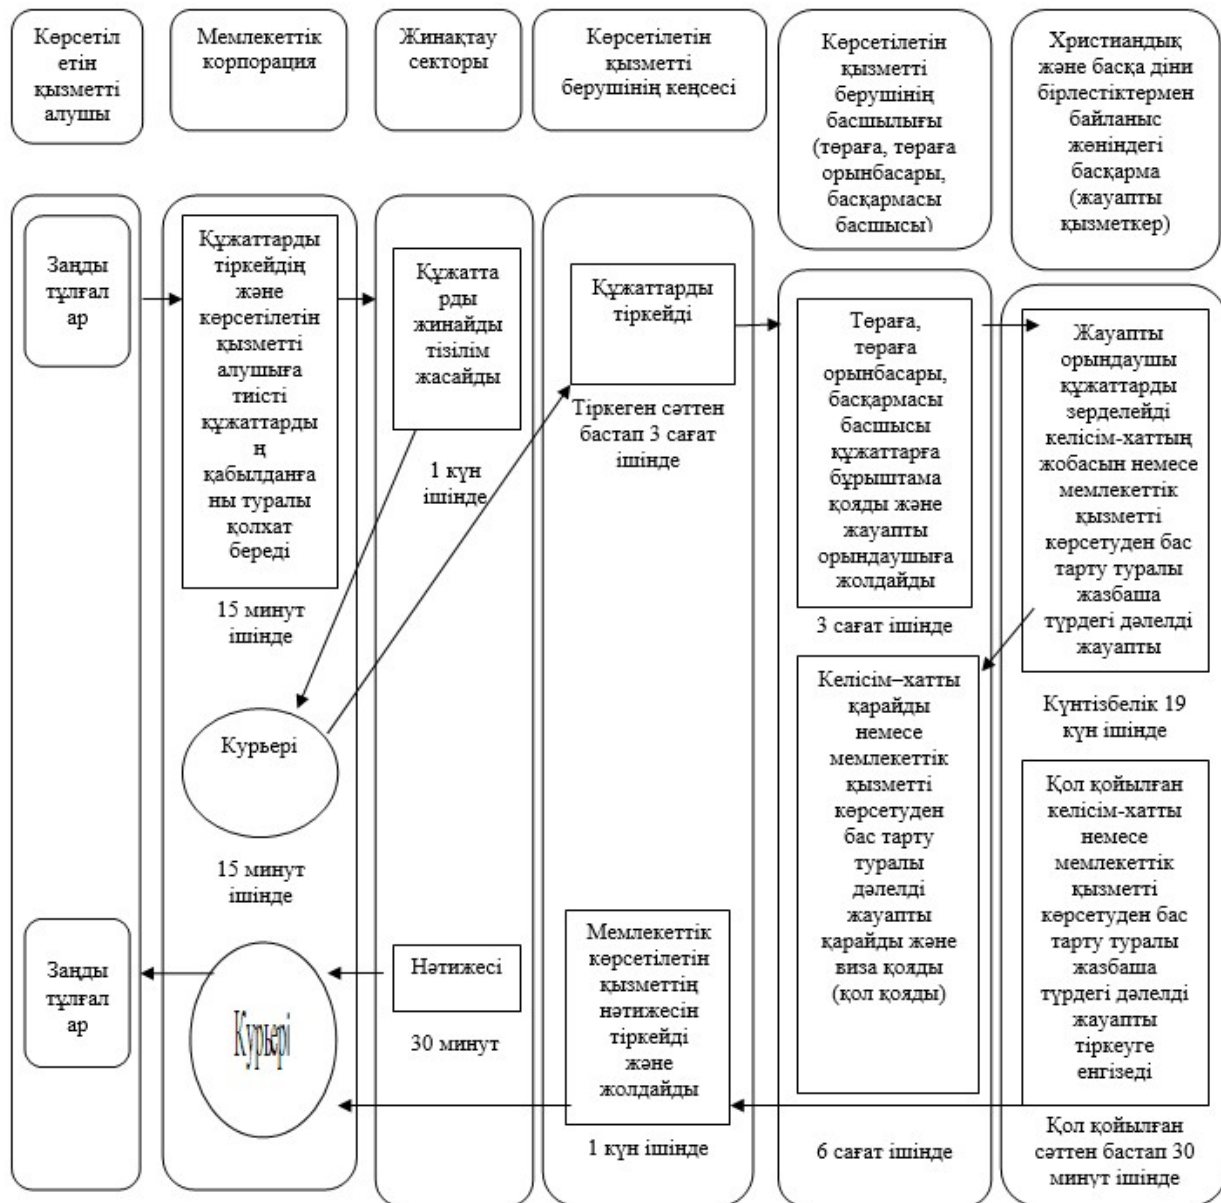 Көрсетіл
етін
қызметті
алушы
Мемлекеттік
корпорация
Жинақтау
секторы
Көрсетілетін
қызметті
берушінің кеңсесі
Көрсетілетін
қызметті
берушінің
басшылығы
(төраға, төраға
орынбасары,
басқармасы
басшысы)
Христиандық
және басқа діни
бірлестіктермен
байланыс
жөніндегі
басқарма
(жауапты
қызметкер)
Заңды
тұлғал
ар
Құжаттарды
тіркейдің
және
көрсетілетін
қызметті
алушыға
тиісті
құжаттарды
ң
қабылданға
ны туралы
қолхат
береді
15 минут
ішінде
Құжатта
рды
жинайды
тізілім
жасайды
1 күн
ішінде
Құжаттарды
тіркейді
Тіркеген сәттен
бастап 3 сағат
ішінде
Төраға,
төраға
орынбасары,
басқармасы
басшысы
құжаттарға
бұрыштама
қояды және
жауапты
орындаушыға
жолдайды
3 сағат ішінде
Жауапты
орындаушы
құжаттарды
зерделейді
келісім-хаттың
жобасын немесе
мемлекеттік
қызметті
көрсетуден бас
тарту туралы
жазбаша
түрдегі дәлелді
жауапты
Күнтізбелік 19
күн ішінде
Курьері
15 минут
ішінде
Келісім–хатты
қарайды
немесе
мемлекеттік
қызметті
көрсетуден
бас тарту
туралы
дәлелді
жауапты
қарайды және
виза қояды
(қол қояды)
6 сағат ішінде
Қол қойылған
келісім-хатты
немесе
мемлекеттік
қызметті
көрсетуден бас
тарту туралы
жазбаша
түрдегі дәлелді
жауапты
тіркеуге
енгізеді
Қол қойылған
сәттен бастап 30
минут ішінде
Мемлекеттік
көрсетілетін
қызметтің
нәтижесін
тіркейді
және
жолдайды
1 күн ішінде
Нәтижесі
30 минут
Курьері
Заңды
тұлғал
ар